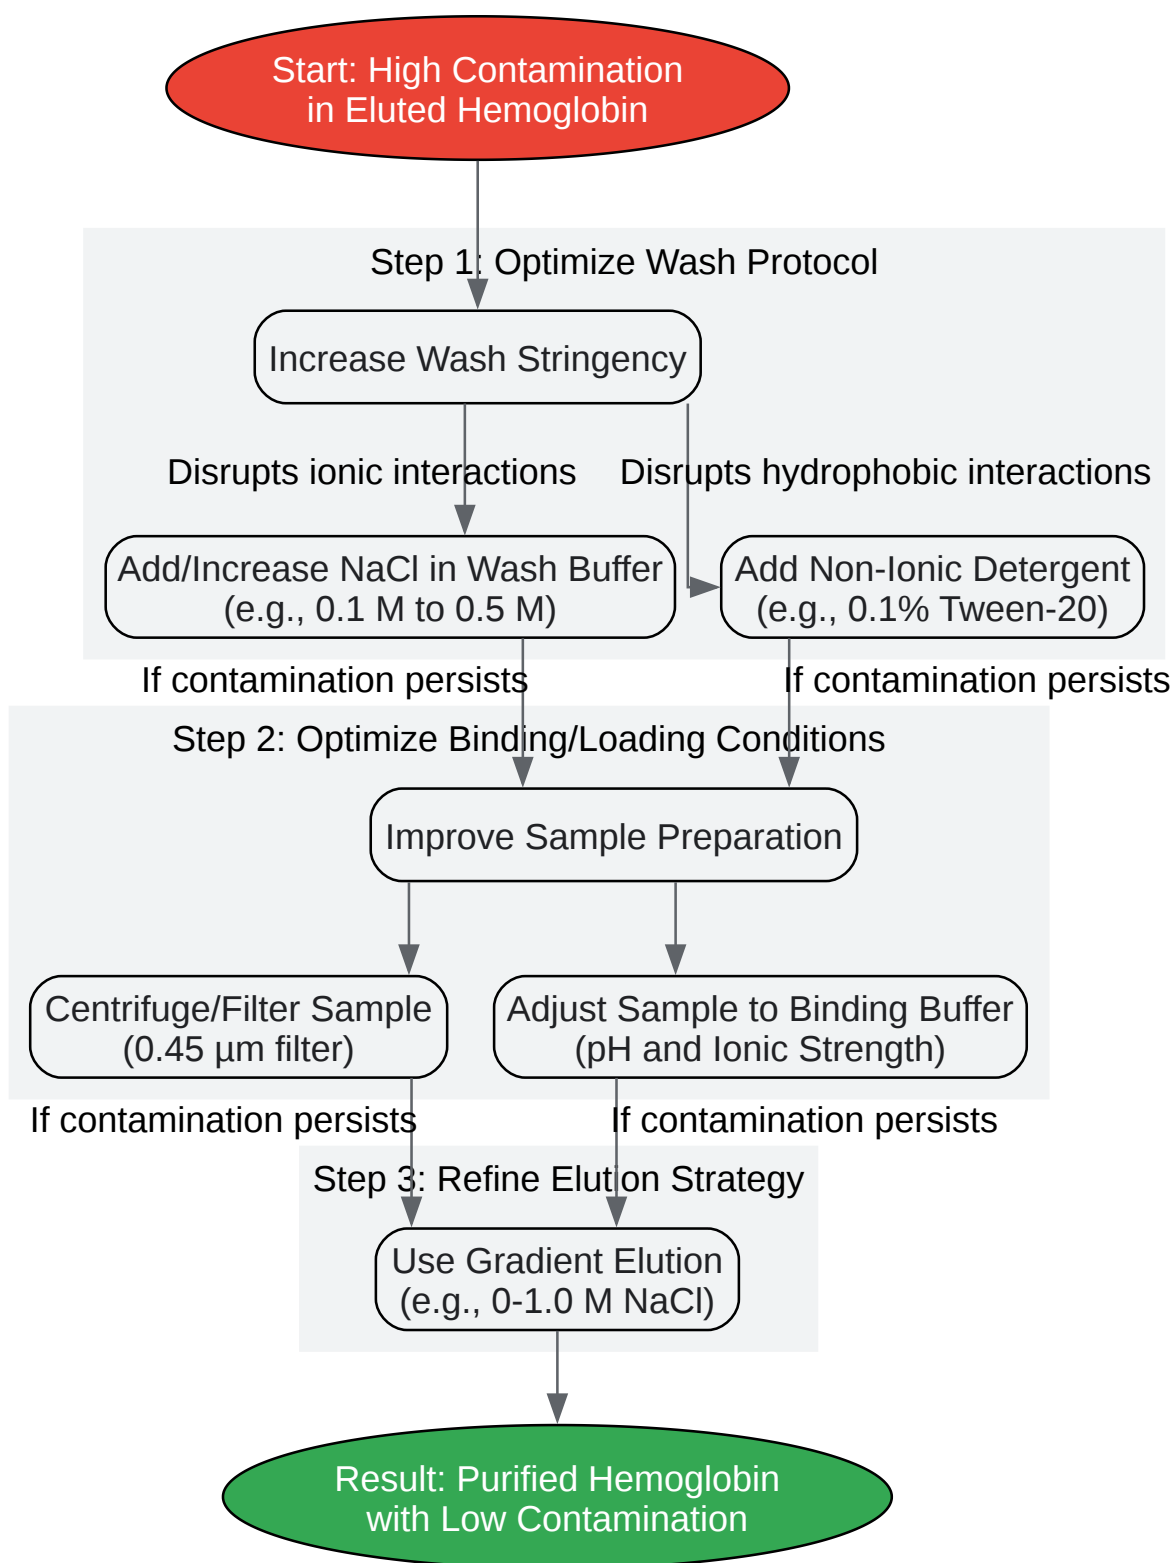 Start: High Contamination
in Eluted Hemoglobin
Step 1: Optimize Wash Protocol
Increase Wash Stringency
Disrupts ionic interactions
Disrupts hydrophobic interactions
Add/Increase NaCl in Wash Buffer
(e.g., 0.1 M to 0.5 M)
Add Non-Ionic Detergent
(e.g., 0.1% Tween-20)
If contamination persists
If contamination persists
Step 2: Optimize Binding/Loading Conditions
Improve Sample Preparation
Centrifuge/Filter Sample
(0.45 µm filter)
Adjust Sample to Binding Buffer
(pH and Ionic Strength)
If contamination persists
If contamination persists
Step 3: Refine Elution Strategy
Use Gradient Elution
(e.g., 0-1.0 M NaCl)
Result: Purified Hemoglobin
with Low Contamination